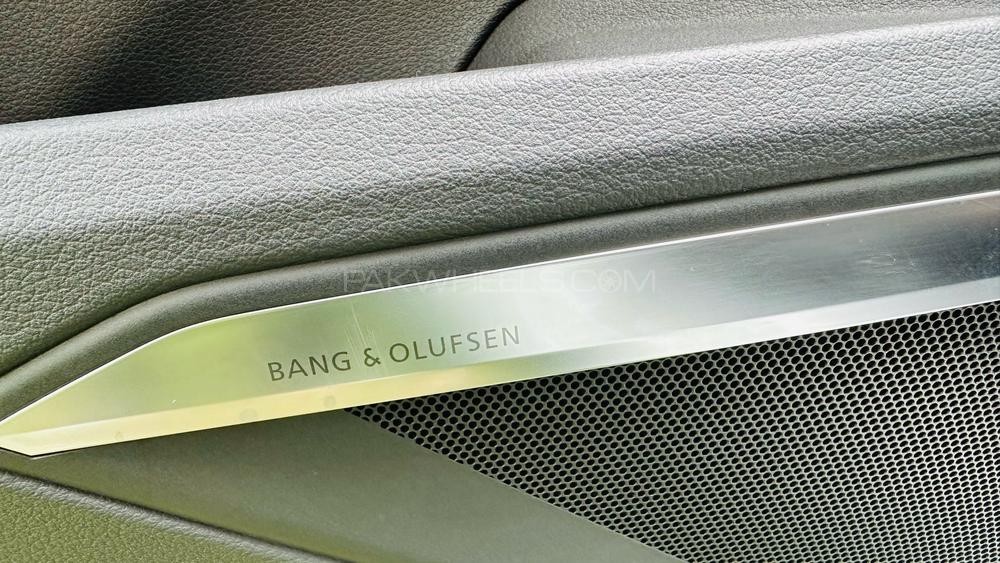 PAKWHEELS.COM
BANG & OLUFSEN